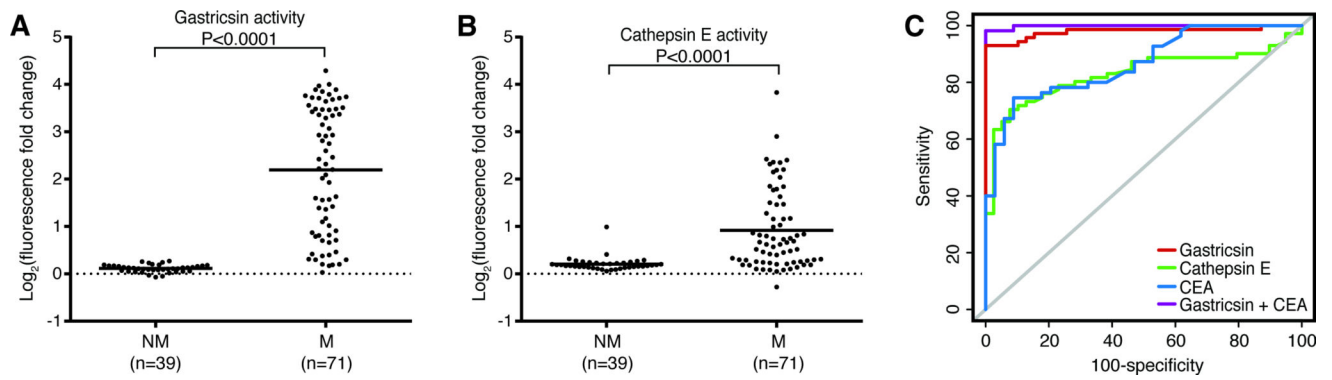 A
Gastricsin activity
P<0.0001
Log2(fluorescence fold change)
5
4
3
2
1
0
-1
NM
(n=39)
M
(n=71)
B
Cathepsin E activity
P<0.0001
Log2(fluorescence fold change)
5
4
3
2
1
0
-1
NM
(n=39)
M
(n=71)
C
Sensitivity
100
80
60
40
20
0
Gastricsin
Cathepsin E
CEA
Gastricsin + CEA
0 20 40 60 80 100
100-specificity